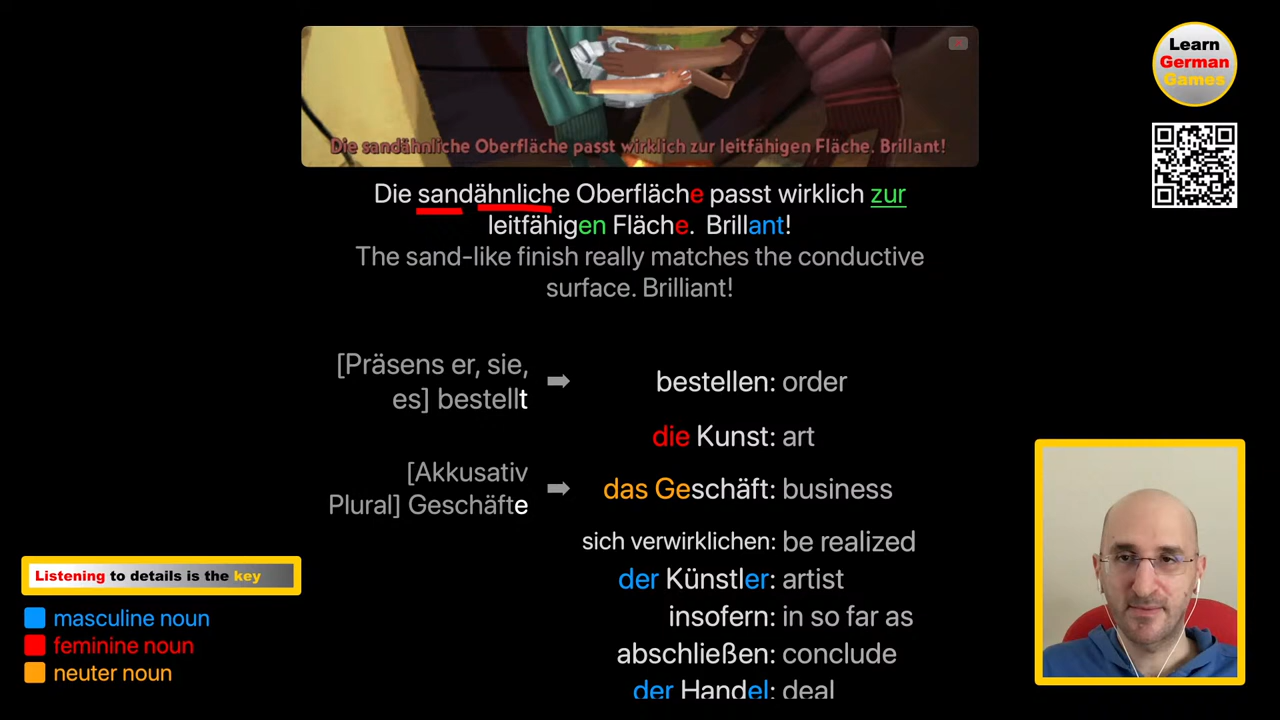 Learn
German
Games
Die sandähnliche Oberfläche passt wirklich zur leitfähigen Fläche. Brillant!
Die sandähnliche Oberfläche passt wirklich zur
leitfähigen Fläche. Brillant!
The sand-like finish really matches the conductive
surface. Brilliant!
[Präsens er, sie,
es] bestellt ➡ bestellen: order
die Kunst: art
[Akkusativ
Plural] Geschäfte ➡ das Geschäft: business
sich verwirklichen: be realized
der Künstler: artist
insofern: in so far as
abschließen: conclude
der Handel: deal
Listening to details is the key
masculine noun
feminine noun
neuter noun